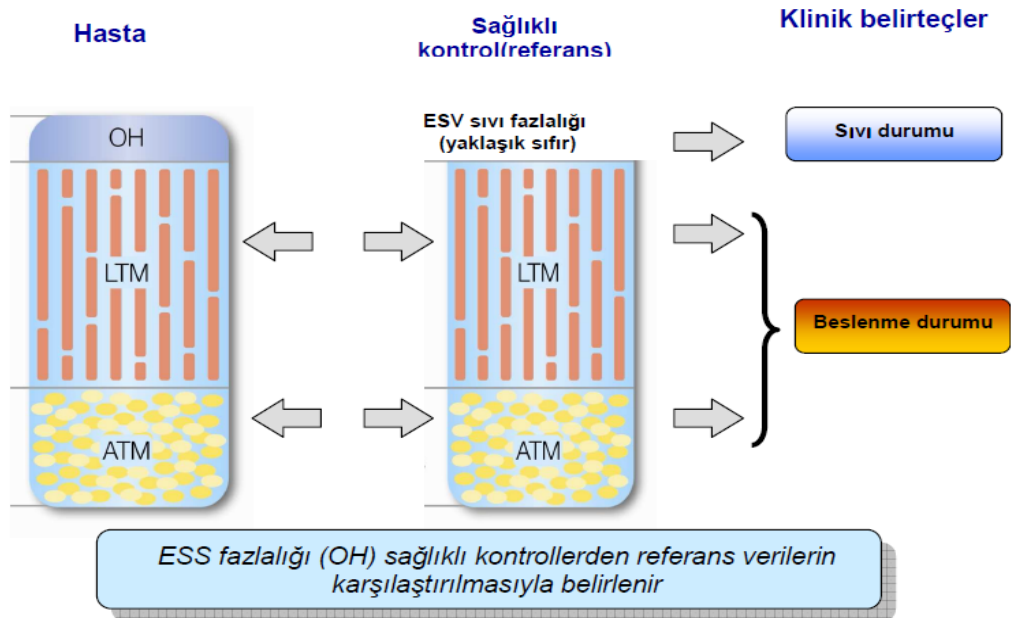 Hasta
Sağlıklı
kontrol(referans)
Klinik belirteçler
OH
LTM
ATM
ESV sıvı fazlalığı
(yaklaşık sıfır)
LTM
ATM
Sıvı durumu
Beslenme durumu
ESS fazlalığı (OH) sağlıklı kontrollerden referans verilerin
karşılaştırılmasıyla belirlenir